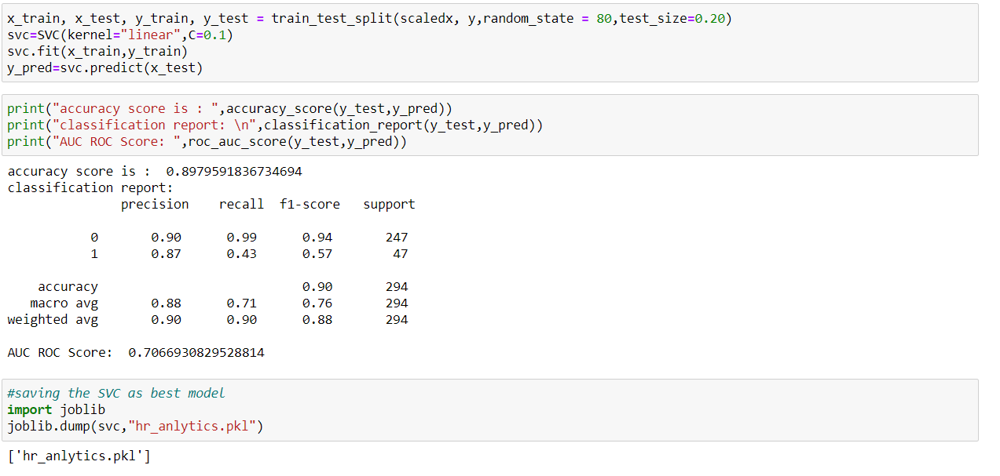 x_train, x_test, y_train, y_test = train_test_split(scaledx, y,random_state = 80,test_size=0.20)
svc=SVC(kernel="linear",C=0.1)
svc.fit(x_train,y_train)
y_pred=svc.predict(x_test)
print("accuracy score is : ",accuracy_score(y_test,y_pred))
print("classification report: \n",classification_report(y_test,y_pred))
print("AUC ROC Score: ",roc_auc_score(y_test,y_pred))
accuracy score is :  0.8979591836734694
classification report:
               precision    recall  f1-score   support
           0       0.90      0.99      0.94       247
           1       0.87      0.43      0.57        47
    accuracy                           0.90       294
   macro avg       0.88      0.71      0.76       294
weighted avg       0.90      0.90      0.88       294
AUC ROC Score:  0.7066930829528814
#saving the SVC as best model
import joblib
joblib.dump(svc,"hr_anlytics.pkl")
['hr_anlytics.pkl']